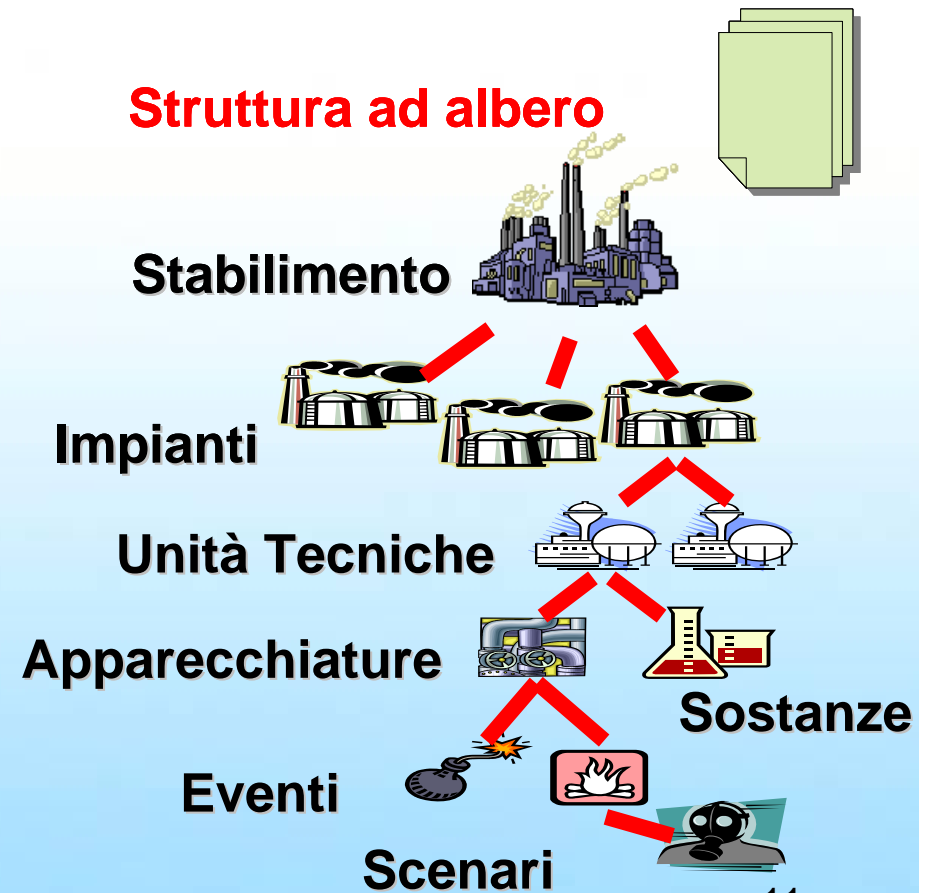 Struttura ad albero
Stabilimento
Impianti
Unità Tecniche
Apparecchiature
Sostanze
Eventi
Scenari